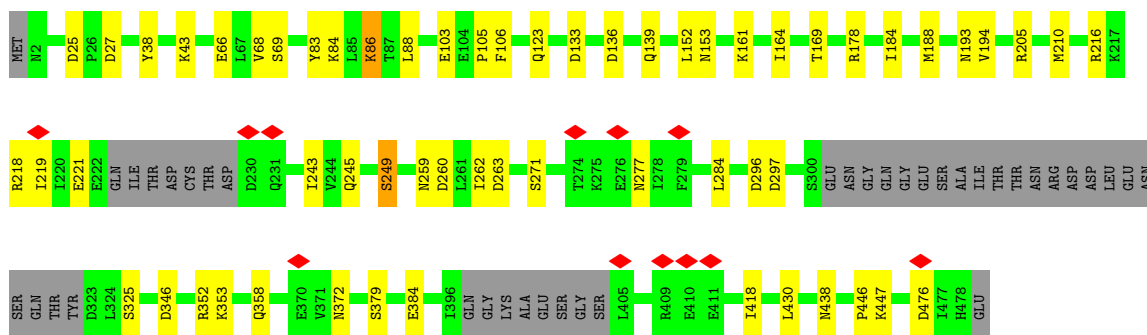 MET N2 D25 P26 D27 Y38 K43 E66 L67 V68 S69 Y83 K84 L85 K86 T87 L88 E103 E104 P105 F106 Q123 D133 D136 Q139 L152 N153 K161 I164 T169 R178 I184 M188 N193 V194 R205 M210 R216 K217
R218 I219 I220 E221 E222 GLN ILE THR ASP CYS THR ASP D230 Q231 I243 V244 Q245 S249 N259 D260 L261 I262 D263 S271 T274 K275 E276 N277 I278 F279 L284 D296 D297 S300 GLU ASN GLY GLN GLY GLU SER ALA ILE THR THR ASN ARG ASP ASP LEU GLU ASN
SER GLN THR TYR D323 L324 S325 D346 R352 K353 Q358 E370 V371 N372 S379 E384 I396 GLN GLY LYS ALA GLU SER GLY SER L405 R409 E410 E411 I418 L430 N438 P446 K447 D476 I477 H478 GLU